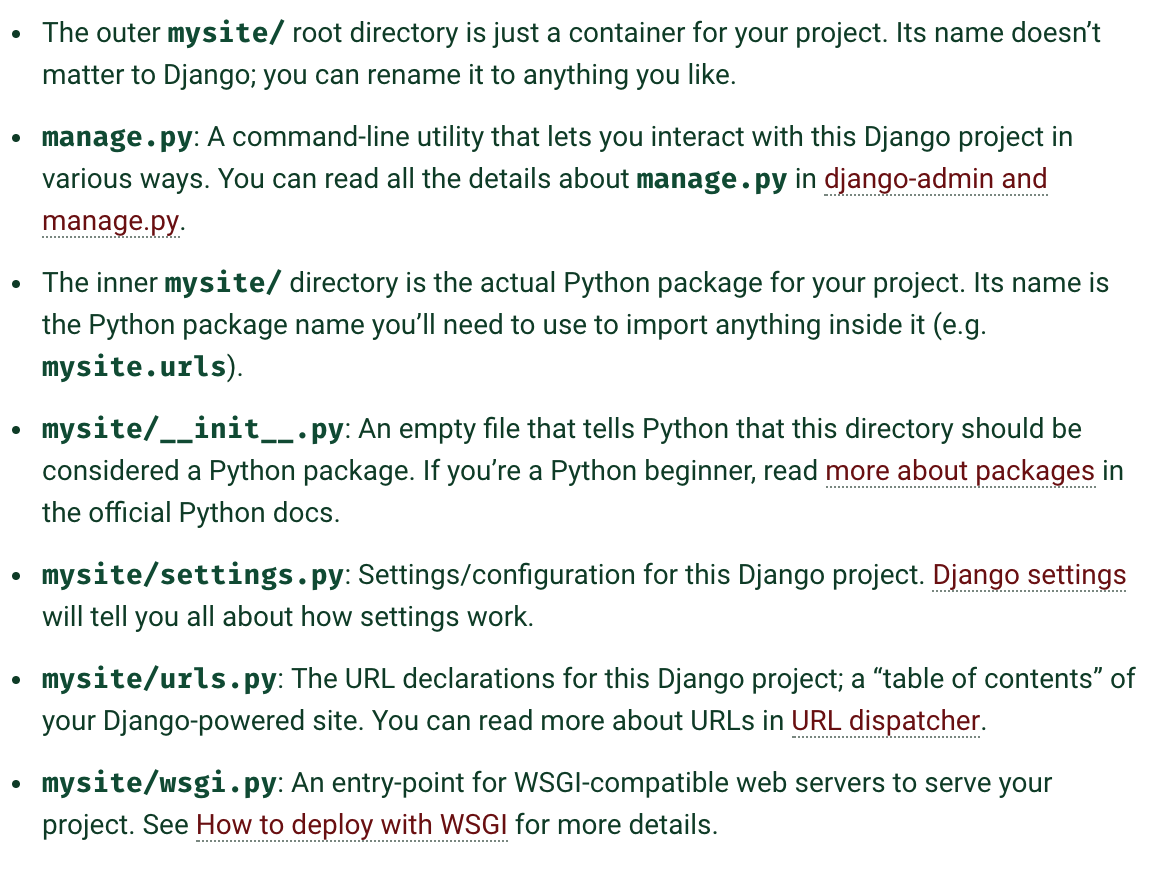 • The outer mysite/ root directory is just a container for your project. Its name doesn’t
matter to Django; you can rename it to anything you like.
• manage.py: A command-line utility that lets you interact with this Django project in
various ways. You can read all the details about manage.py in django-admin and
manage.py.
• The inner mysite/ directory is the actual Python package for your project. Its name is
the Python package name you’ll need to use to import anything inside it (e.g.
mysite.urls).
• mysite/__init__.py: An empty file that tells Python that this directory should be
considered a Python package. If you’re a Python beginner, read more about packages in
the official Python docs.
• mysite/settings.py: Settings/configuration for this Django project. Django settings
will tell you all about how settings work.
• mysite/urls.py: The URL declarations for this Django project; a “table of contents” of
your Django-powered site. You can read more about URLs in URL dispatcher.
• mysite/wsgi.py: An entry-point for WSGI-compatible web servers to serve your
project. See How to deploy with WSGI for more details.